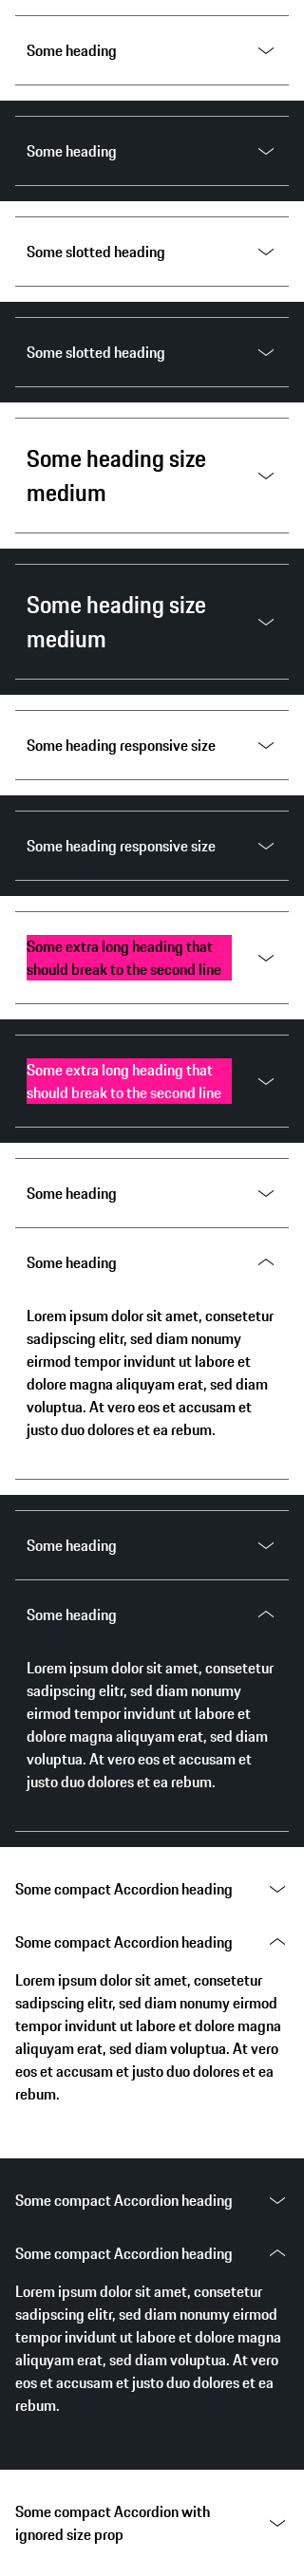 Some heading
Some heading
Some slotted heading
Some slotted heading
Some heading size
medium
Some heading size
medium
Some heading responsive size
Some heading responsive size
Some extra long heading that
should break to the second line
Some extra long heading that
should break to the second line
Some heading
Some heading
Lorem ipsum dolor sit amet, consetetur
sadipscing elitr, sed diam nonumy
eirmod tempor invidunt ut labore et
dolore magna aliquyam erat, sed diam
voluptua. At vero eos et accusam et
justo duo dolores et ea rebum.
Some heading
Some heading
Lorem ipsum dolor sit amet, consetetur
sadipscing elitr, sed diam nonumy
eirmod tempor invidunt ut labore et
dolore magna aliquyam erat, sed diam
voluptua. At vero eos et accusam et
justo duo dolores et ea rebum.
Some compact Accordion heading
Some compact Accordion heading
Lorem ipsum dolor sit amet, consetetur
sadipscing elitr, sed diam nonumy eirmod
tempor invidunt ut labore et dolore magna
aliquyam erat, sed diam voluptua. At vero
eos et accusam et justo duo dolores et ea
rebum.
Some compact Accordion heading
Some compact Accordion heading
Lorem ipsum dolor sit amet, consetetur
sadipscing elitr, sed diam nonumy eirmod
tempor invidunt ut labore et dolore magna
aliquyam erat, sed diam voluptua. At vero
eos et accusam et justo duo dolores et ea
rebum.
Some compact Accordion with
ignored size prop